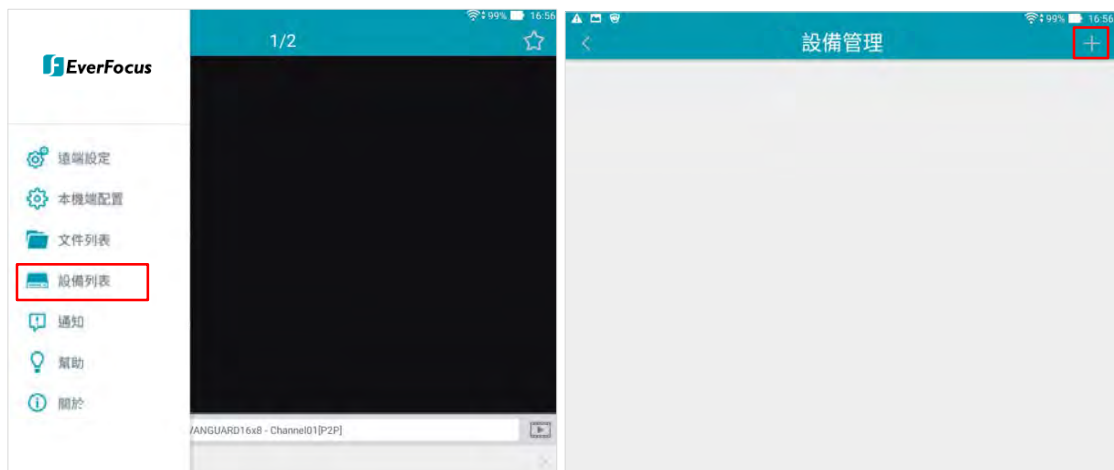 99% 16:56
1/2
EverFocus
遠端設定
本機端配置
文件列表
設備列表
通知
幫助
關於
/ANGUARD16x8 - Channel01[P2P]
99% 16:56
設備管理